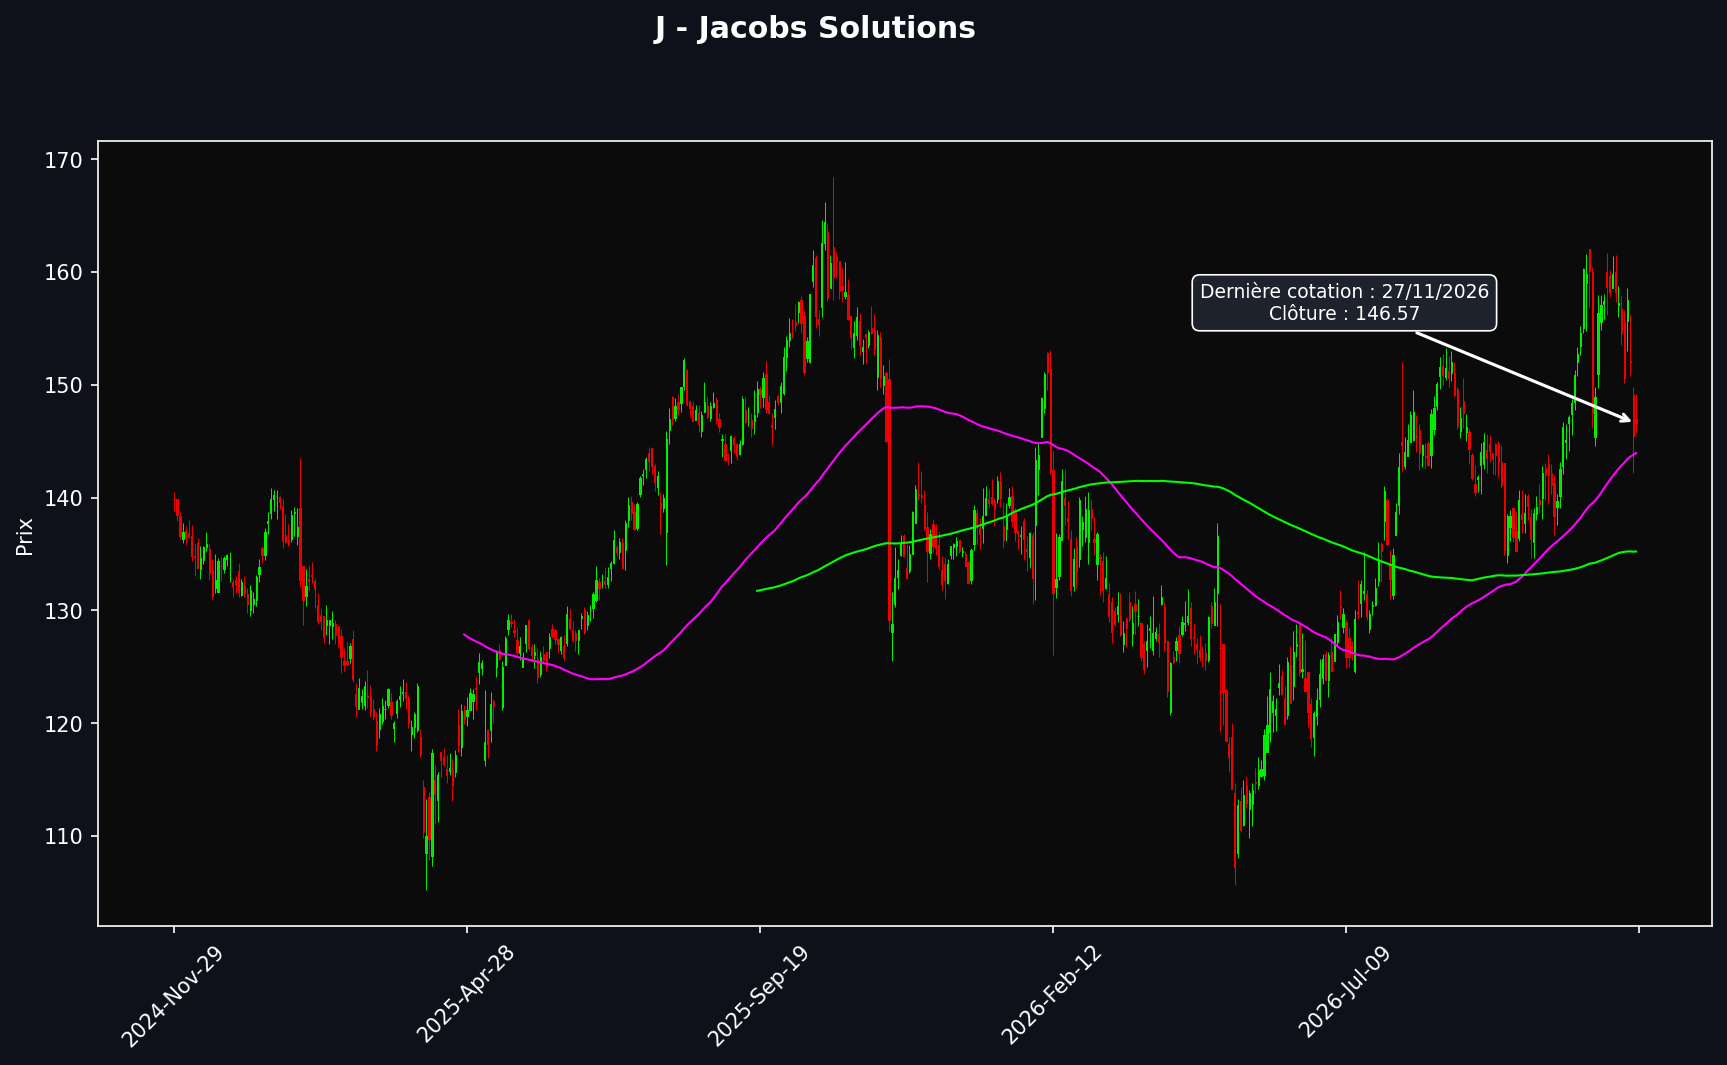 J - Jacobs Solutions
Prix
170
160
150
140
130
120
110
Dernière cotation : 27/11/2026
Clôture : 146.57
2024-Nov-29
2025-Apr-28
2025-Sep-19
2026-Feb-12
2026-Jul-09